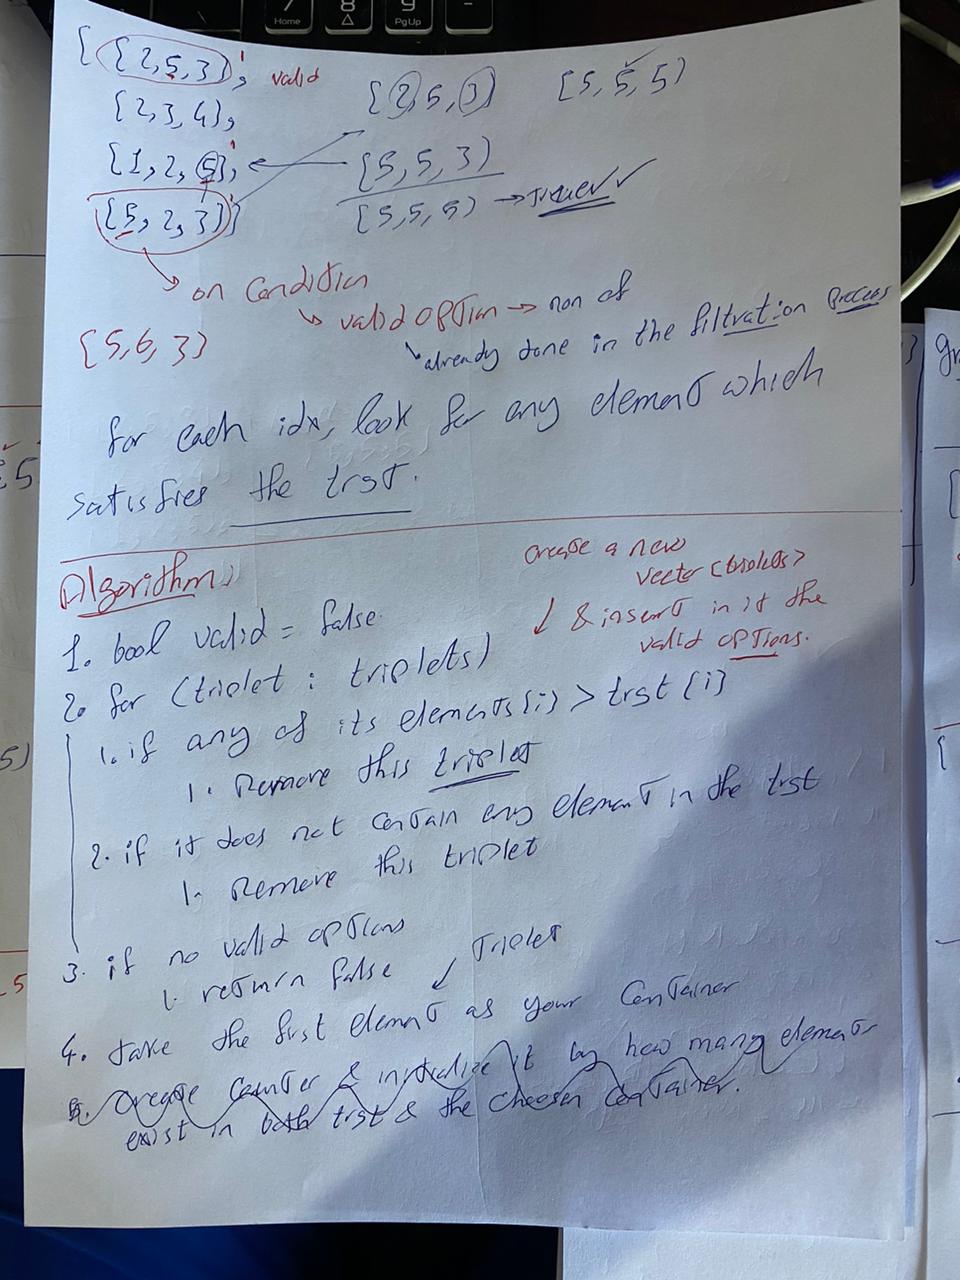 { {2,5,3}, valid
{2,3,4},
{1,2,5},
{5,2,3}}
{2,5,3} {5,5,5}
{5,5,3}
{5,5,5} →
on Condition
valid option → non of
already done in the filtration process
{5,6,3}
for each idx, look for any element which
satisfies the trgt.
Algorithm
create a new
vector<triplets>
& insert in it the
valid options.
1. bool valid = false.
2. for (triplet : triplets)
1. if any of its elements[i] > trgt[i]
1. Remove this triplet
2. if it does not contain any element in the trgt
1. Remove this triplet
3. if no valid options
1. return false
Triplet
4. take the first element as your container
5. Create counter & initialize it by how many element
exist in both trgt & the choosen container.
7 8 9 -
Home PgUp
5)